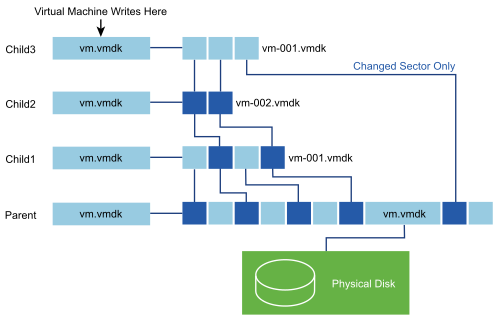 Virtual Machine Writes Here
Child3
vm.vmdk
vm-001.vmdk
Changed Sector Only
Child2
vm.vmdk
vm-002.vmdk
Child1
vm.vmdk
vm-001.vmdk
Parent
vm.vmdk
vm.vmdk
Physical Disk